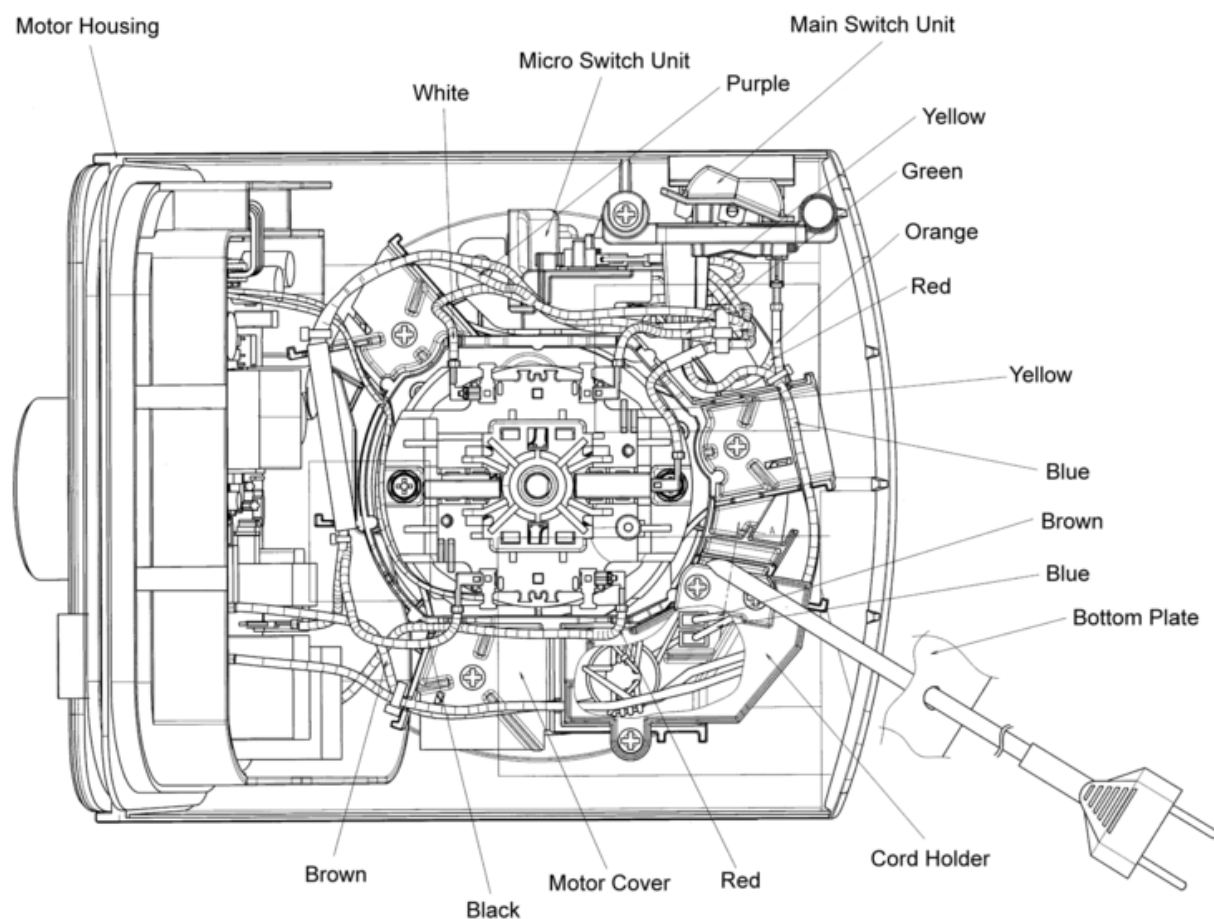 Motor Housing
Main Switch Unit
Micro Switch Unit
Purple
White
Yellow
Green
Orange
Red
Yellow
Blue
Brown
Blue
Bottom Plate
Cord Holder
Brown
Motor Cover
Red
Black